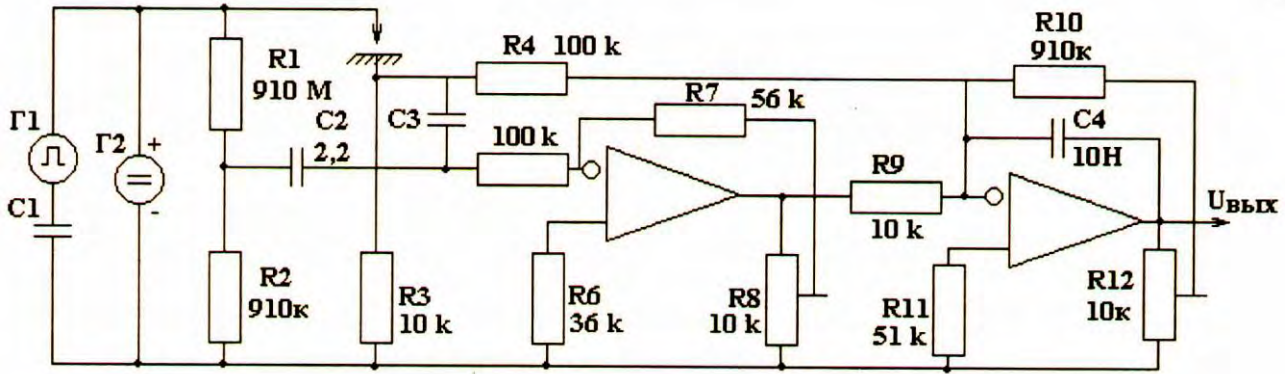 R1
910 М
Г1
C1
Г2
+
-
R2
910к
C2
2,2
C3
R3
10 k
R4 100 k
100 k
R7
56 k
R6
36 k
R8
10 k
R9
10 k
R10
910к
C4
10Н
R11
51 k
R12
10к
Uвых